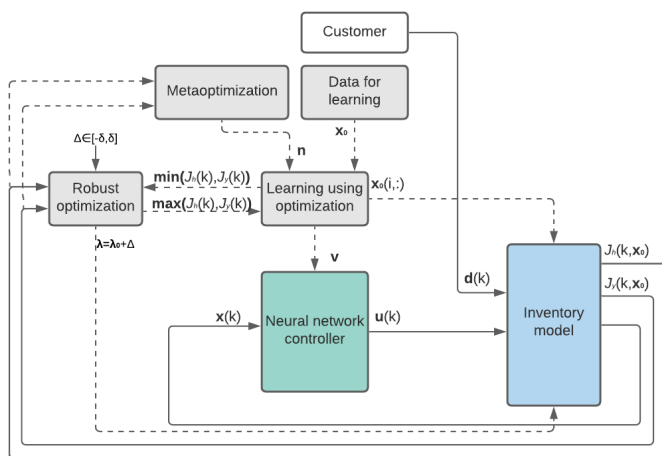 Customer
Metaoptimization
Data for
learning
Δ∈[-δ,δ]
x₀
n
Robust
optimization
min(Jₕ(k),Jᵧ(k))
max(Jₕ(k),Jᵧ(k))
Learning using
optimization
x₀(i,:)
λ=λ₀+Δ
v
d(k)
Jₕ(k,x₀)
Jᵧ(k,x₀)
x(k)
Neural network
controller
u(k)
Inventory
model